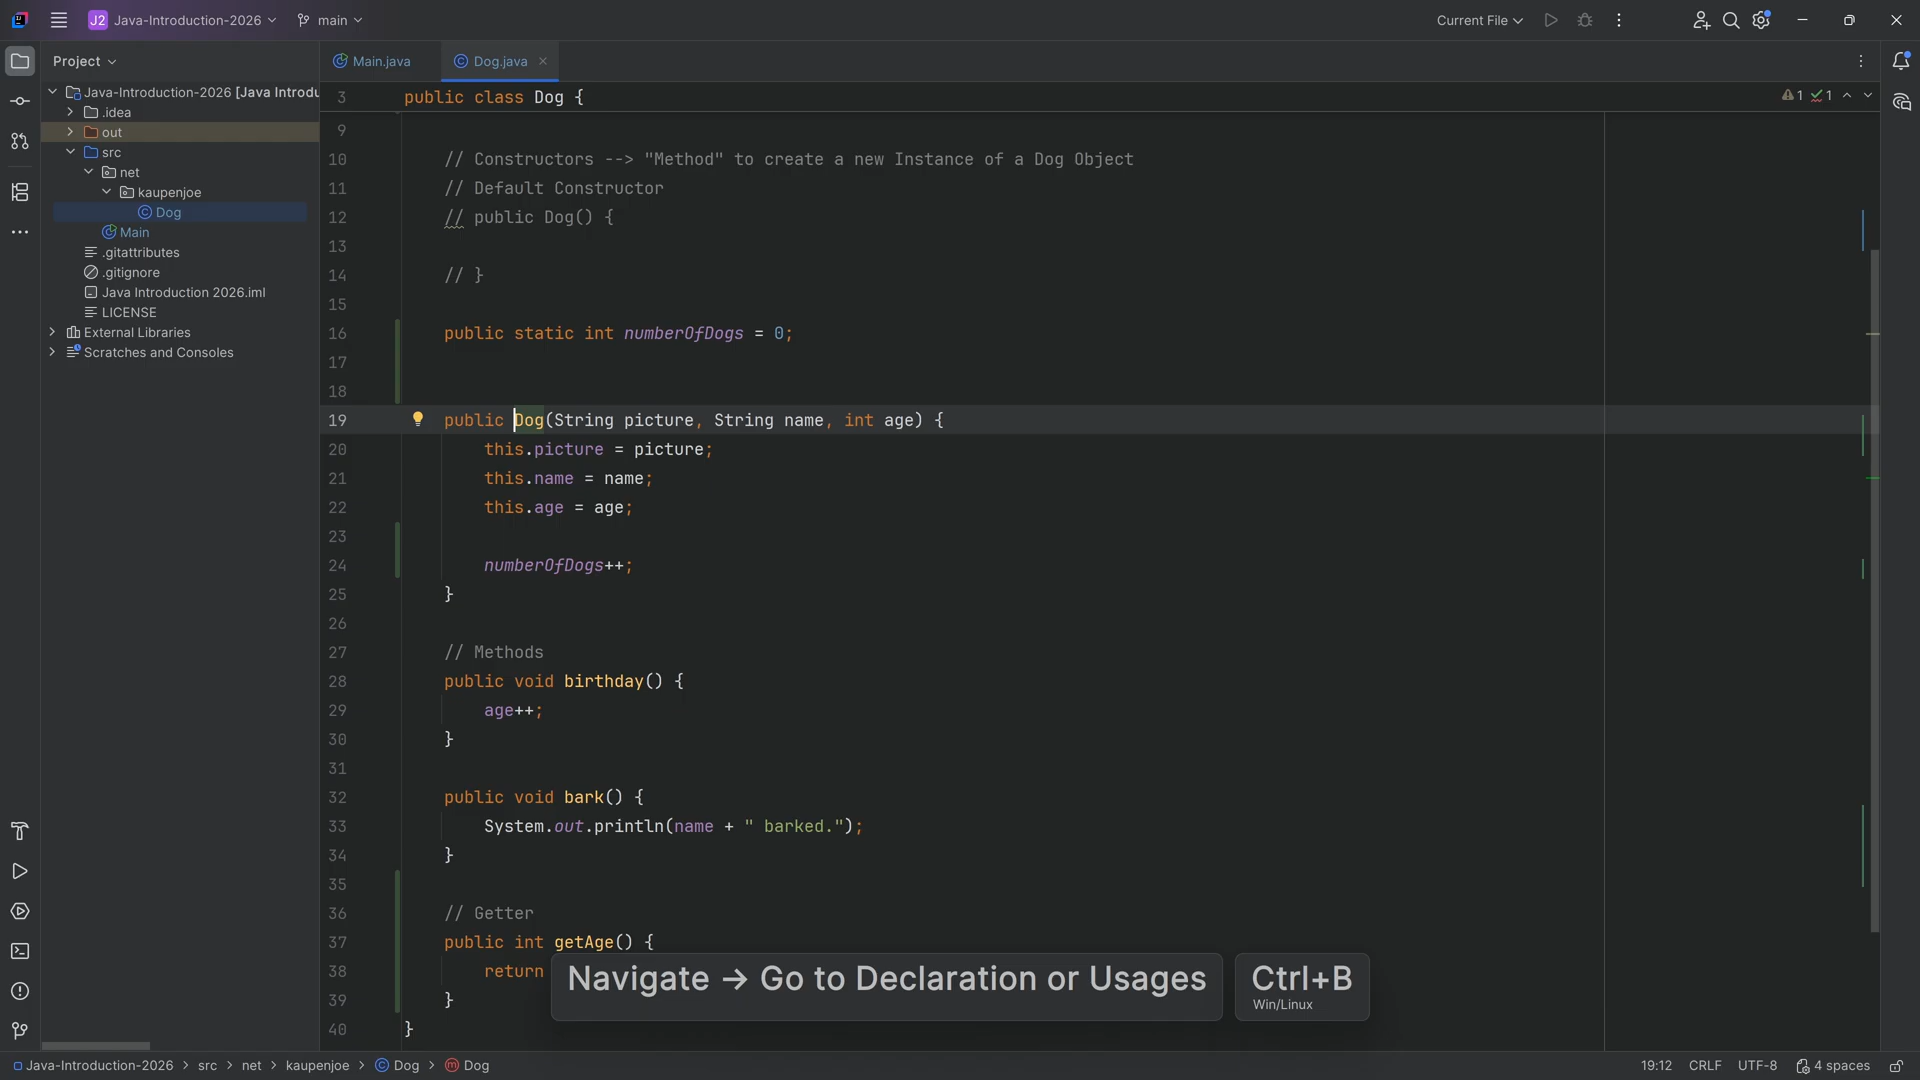 J2 Java-Introduction-2026 main Current File
Project Main.java Dog.java
Java-Introduction-2026 [Java Introdu
.idea
out
src
net
kaupenjoe
Dog
Main
.gitattributes
.gitignore
Java Introduction 2026.iml
LICENSE
External Libraries
Scratches and Consoles
3 public class Dog { 1 1
9
10 // Constructors --> "Method" to create a new Instance of a Dog Object
11 // Default Constructor
12 // public Dog() {
13
14 // }
15
16 public static int numberOfDogs = 0;
17
18
19 public Dog(String picture, String name, int age) {
20 this.picture = picture;
21 this.name = name;
22 this.age = age;
23
24 numberOfDogs++;
25 }
26
27 // Methods
28 public void birthday() {
29 age++;
30 }
31
32 public void bark() {
33 System.out.println(name + " barked.");
34 }
35
36 // Getter
37 public int getAge() {
38 return
39 }
40 }
Navigate → Go to Declaration or Usages Ctrl+B
Win/Linux
Java-Introduction-2026 > src > net > kaupenjoe > Dog > Dog 19:12 CRLF UTF-8 4 spaces